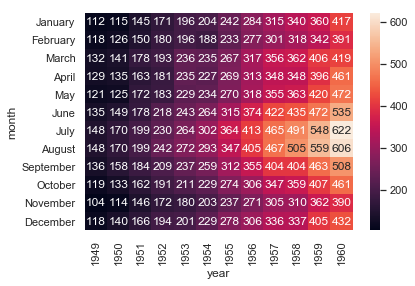 month
January 112 115 145 171 196 204 242 284 315 340 360 417
February 118 126 150 180 196 188 233 277 301 318 342 391
March 132 141 178 193 236 235 267 317 356 362 406 419
April 129 135 163 181 235 227 269 313 348 348 396 461
May 121 125 172 183 229 234 270 318 355 363 420 472
June 135 149 178 218 243 264 315 374 422 435 472 535
July 148 170 199 230 264 302 364 413 465 491 548 622
August 148 170 199 242 272 293 347 405 467 505 559 606
September 136 158 184 209 237 259 312 355 404 404 463 508
October 119 133 162 191 211 229 274 306 347 359 407 461
November 104 114 146 172 180 203 237 271 305 310 362 390
December 118 140 166 194 201 229 278 306 336 337 405 432
1949 1950 1951 1952 1953 1954 1955 1956 1957 1958 1959 1960
year
600
500
400
300
200